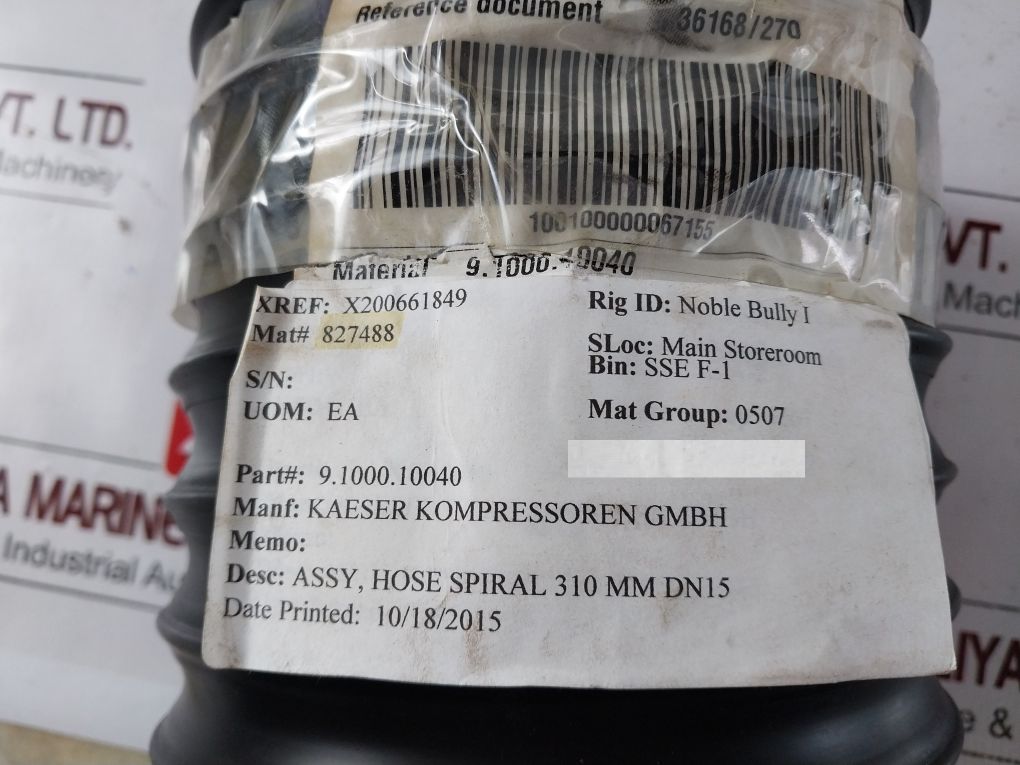 Reference document 36168/270
100100000067155
Material 9.1000.10040
XREF: X200661849
Mat# 827488
S/N:
UOM: EA
Rig ID: Noble Bully I
SLoc: Main Storeroom
Bin: SSE F-1
Mat Group: 0507
Part#: 9.1000.10040
Manf: KAESER KOMPRESSOREN GMBH
Memo:
Desc: ASSY, HOSE SPIRAL 310 MM DN15
Date Printed: 10/18/2015
VT. LTD.
Machinery
A MARIN
Industrial Au
VT.
Mach
IYA
e &